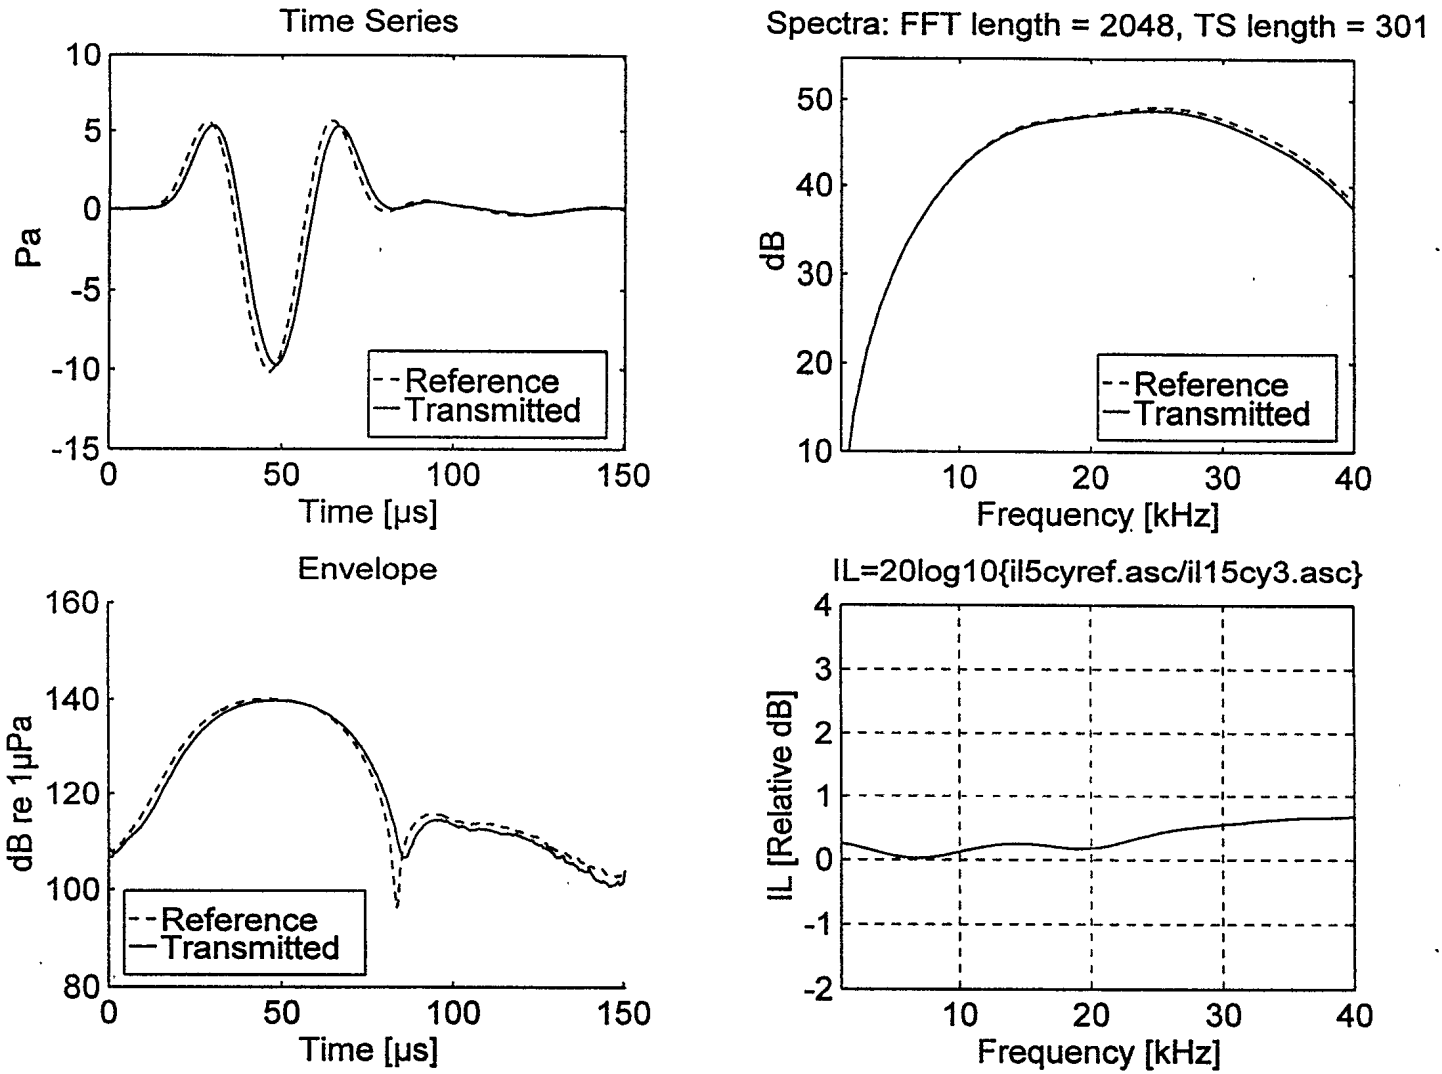 Time Series
10
5
0
-5
-10
-15
Pa
Reference
Transmitted
0 50 100 150
Time [µs]
Spectra: FFT length = 2048, TS length = 301
50
40
30
20
10
dB
Reference
Transmitted
10 20 30 40
Frequency [kHz]
Envelope
160
140
120
100
80
dB re 1µPa
Reference
Transmitted
0 50 100 150
Time [µs]
IL=20log10{il5cyref.asc/il15cy3.asc}
4
3
2
1
0
-1
-2
IL [Relative dB]
10 20 30 40
Frequency [kHz]